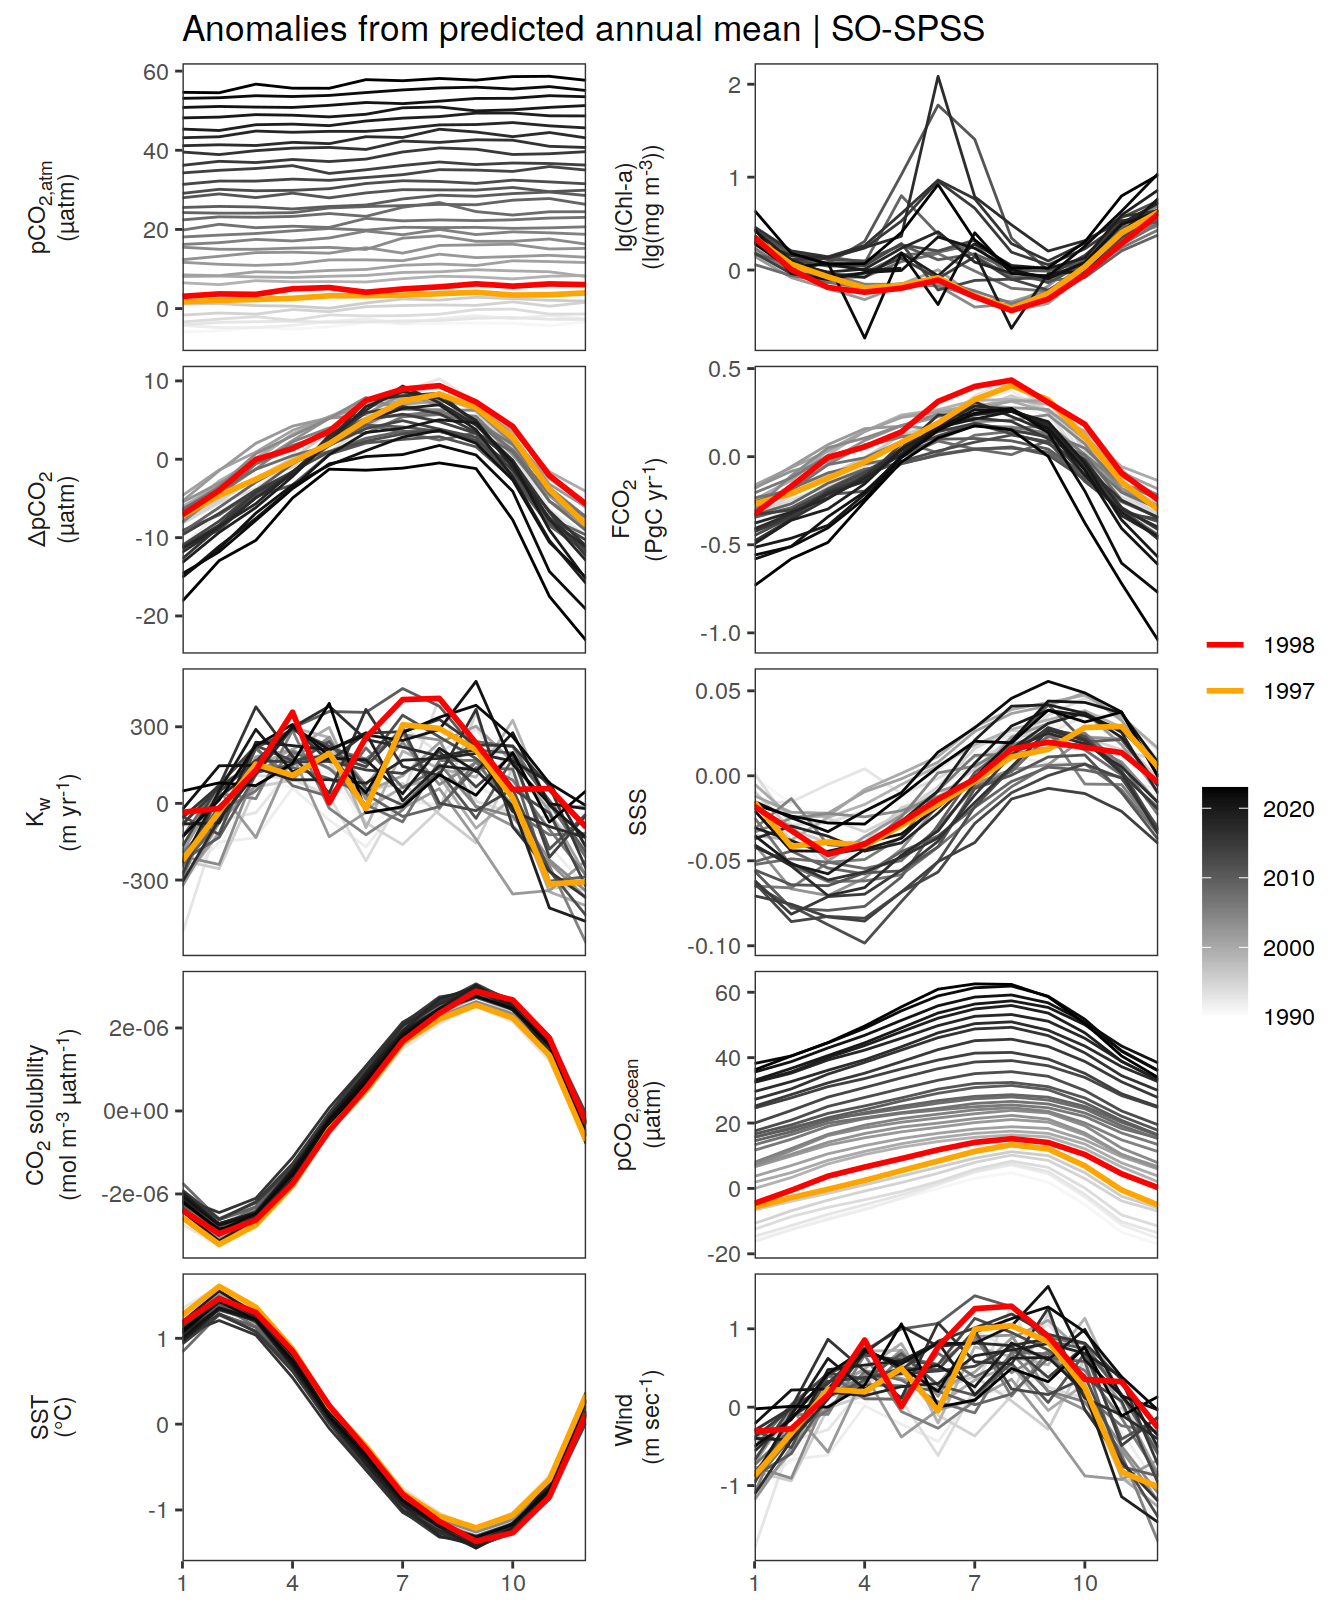 Anomalies from predicted annual mean | SO-SPSS
pCO2,atm
(µatm)
60
40
20
0
lg(Chl-a)
(lg(mg m-3))
2
1
0
ΔpCO2
(µatm)
10
0
-10
-20
FCO2
(PgC yr-1)
0.5
0.0
-0.5
-1.0
Kw
(m yr-1)
300
0
-300
SSS
0.05
0.00
-0.05
-0.10
CO2 solubility
(mol m-3 µatm-1)
2e-06
0e+00
-2e-06
pCO2,ocean
(µatm)
60
40
20
0
-20
SST
(°C)
1
0
-1
Wind
(m sec-1)
1
0
-1
1 4 7 10
1 4 7 10
1998
1997
2020
2010
2000
1990